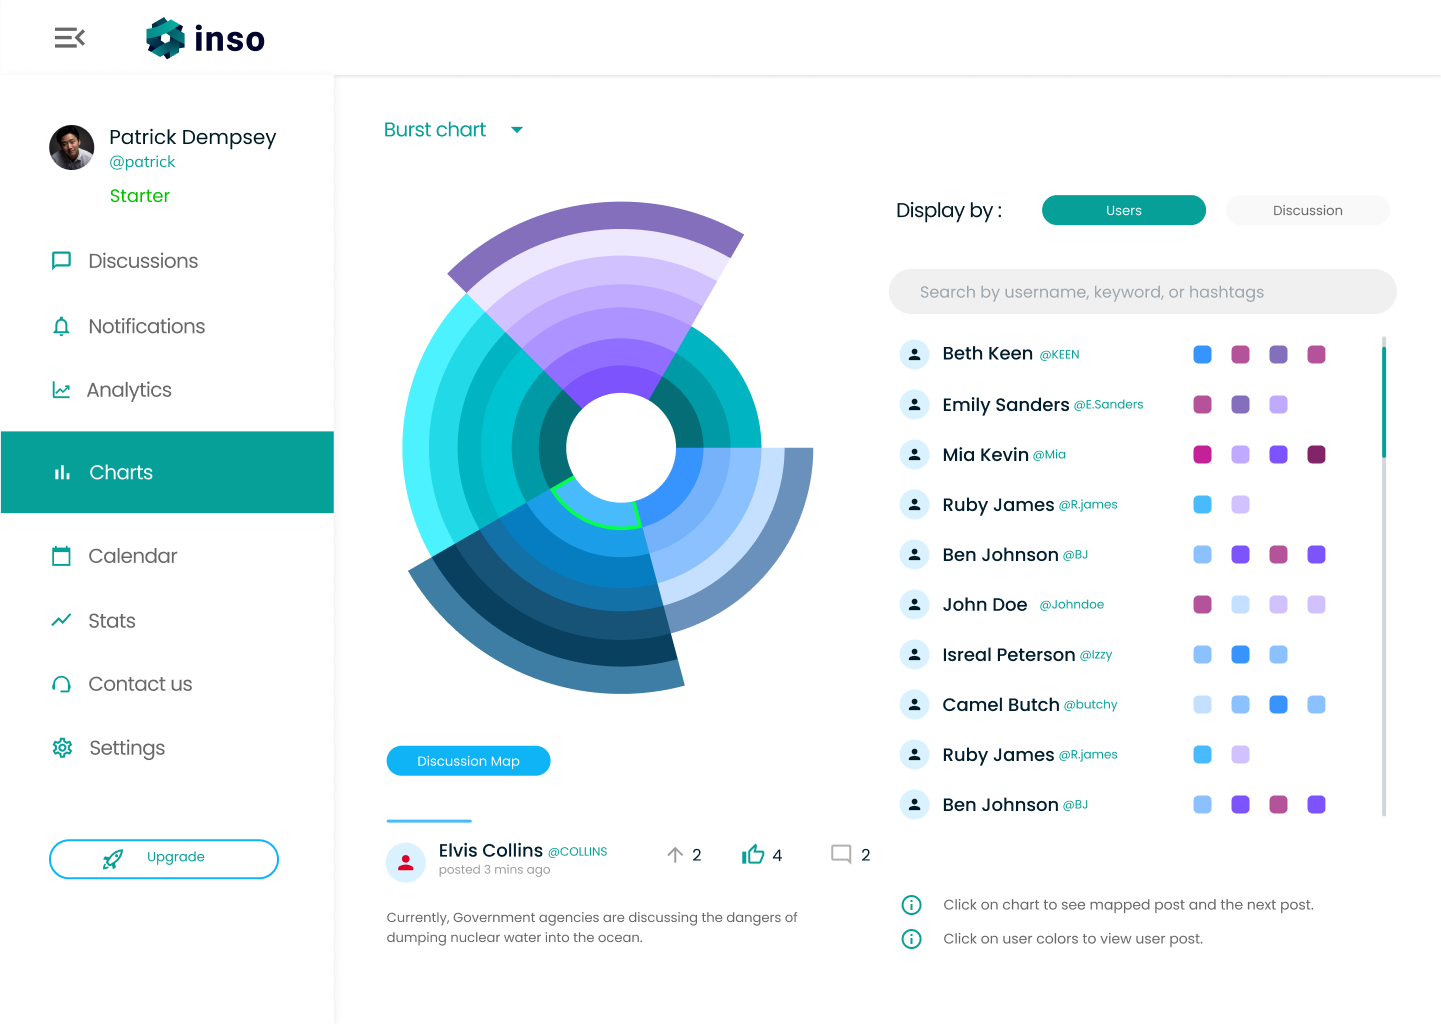 inso
Patrick Dempsey
@patrick
Starter
Discussions
Notifications
Analytics
Charts
Calendar
Stats
Contact us
Settings
Upgrade
Burst chart
Display by :
Users
Discussion
Search by username, keyword, or hashtags
Beth Keen @KEEN
Emily Sanders @E.Sanders
Mia Kevin @Mia
Ruby James @R.james
Ben Johnson @BJ
John Doe @Johndoe
Isreal Peterson @Izzy
Camel Butch @butchy
Ruby James @R.james
Ben Johnson @BJ
Discussion Map
Elvis Collins @COLLINS
posted 3 mins ago
2
4
2
Currently, Government agencies are discussing the dangers of
dumping nuclear water into the ocean.
Click on chart to see mapped post and the next post.
Click on user colors to view user post.